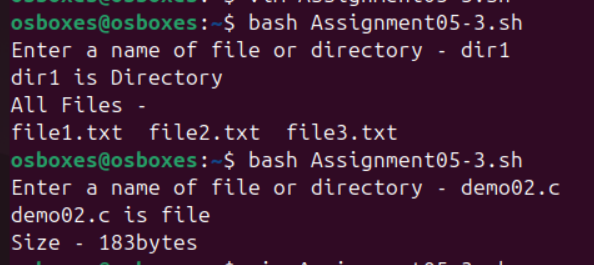 osboxes@osboxes:~$ bash Assignment05-3.sh
Enter a name of file or directory - dir1
dir1 is Directory
All Files -
file1.txt  file2.txt  file3.txt
osboxes@osboxes:~$ bash Assignment05-3.sh
Enter a name of file or directory - demo02.c
demo02.c is file
Size - 183bytes